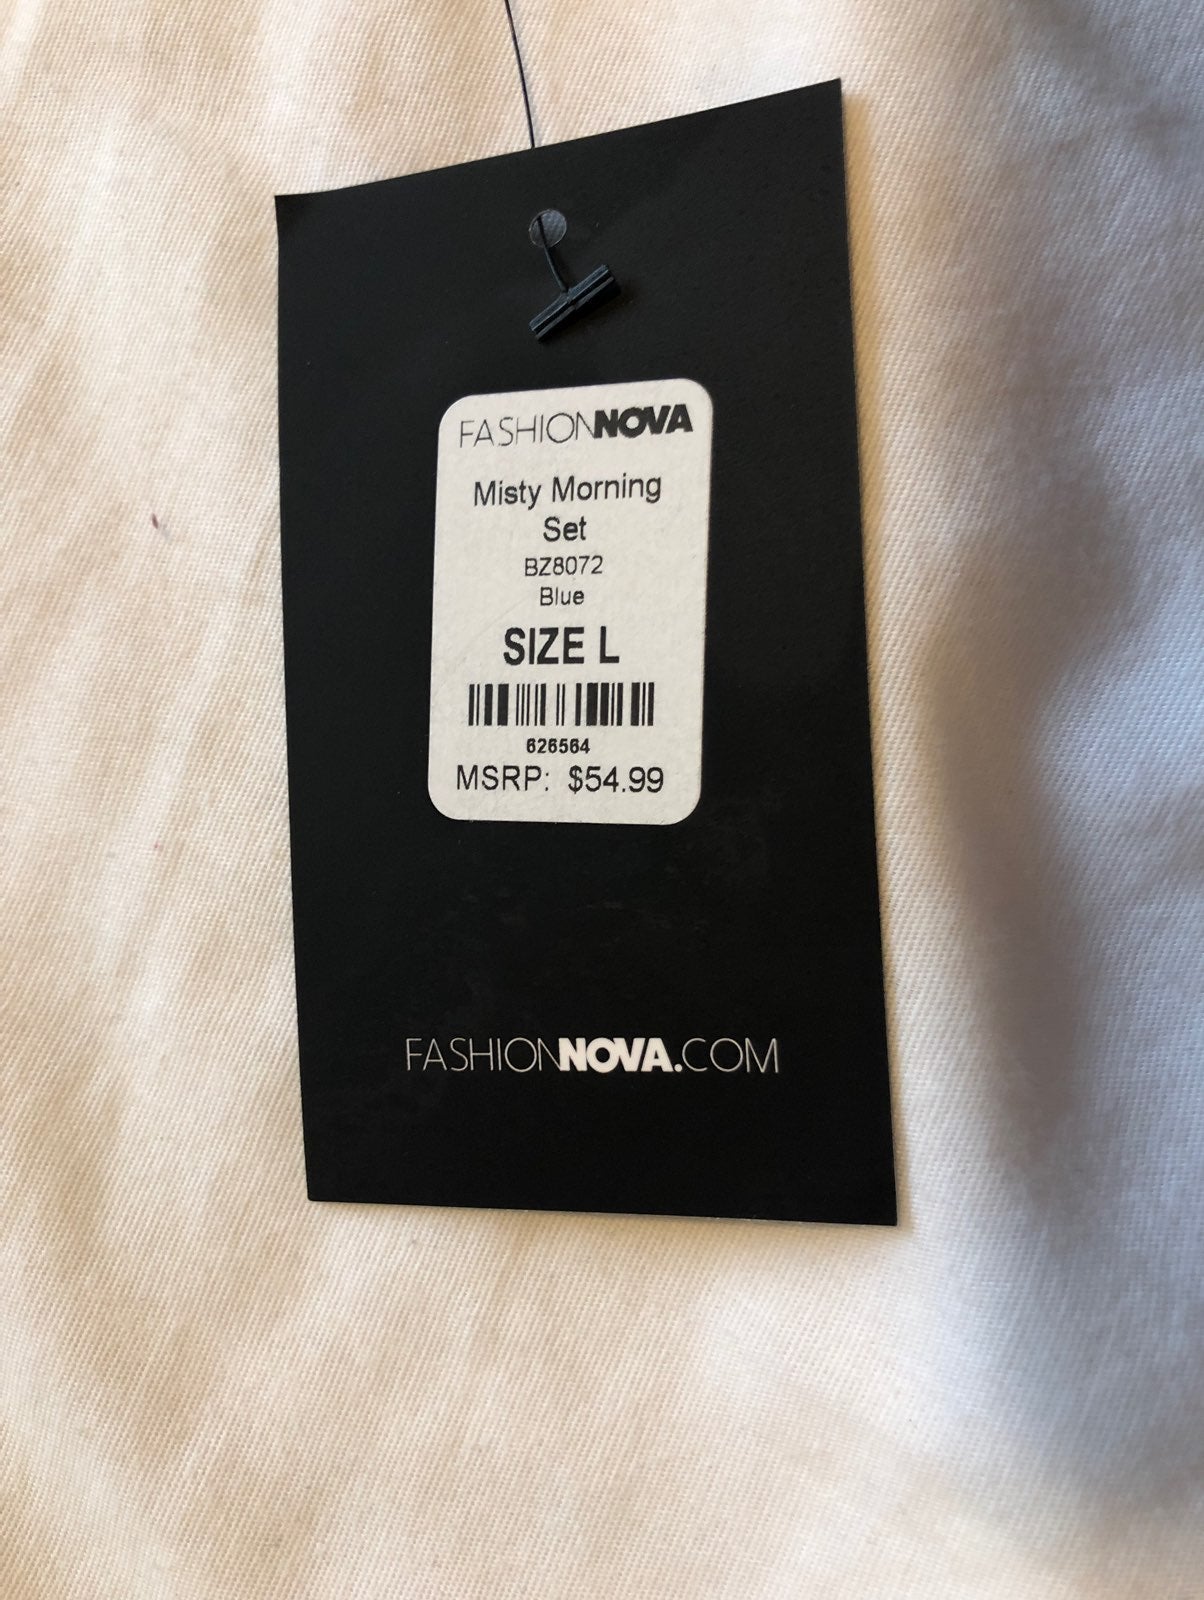 FASHIONNOVA
Misty Morning
Set
BZ8072
Blue
SIZE L
626564
MSRP: $54.99
FASHIONNOVA.COM